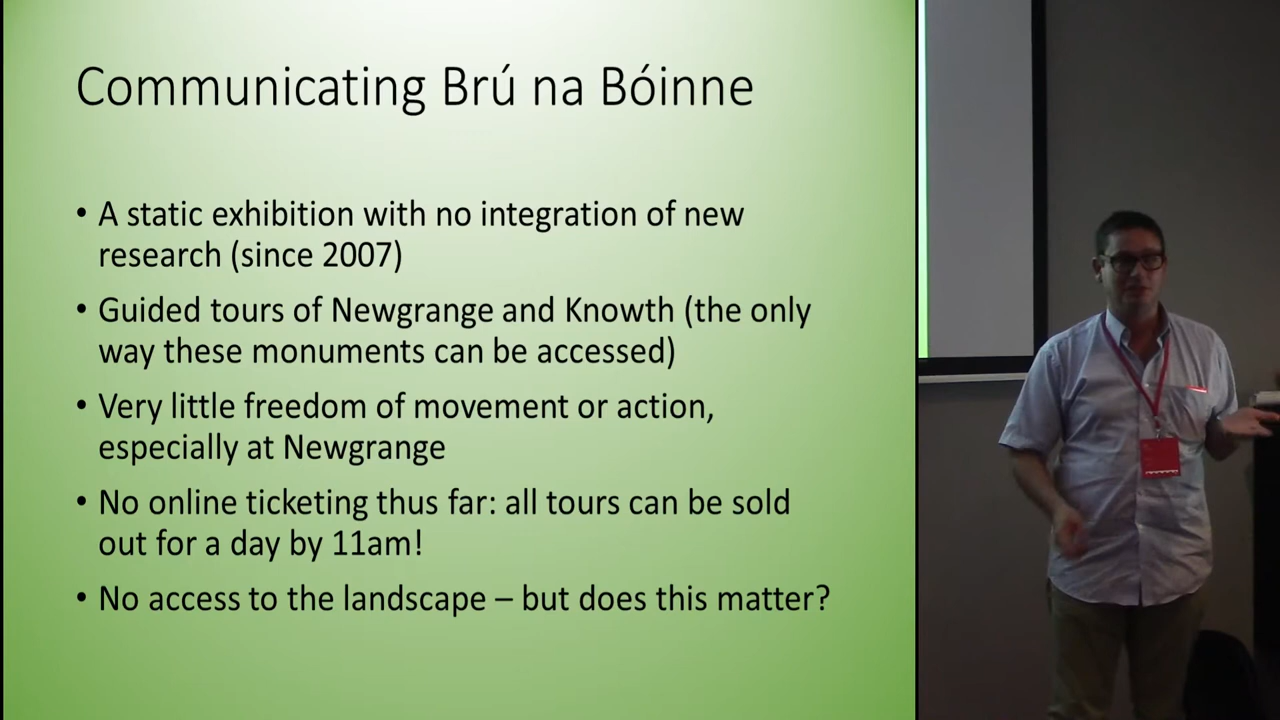 Communicating Brú na Bóinne
• A static exhibition with no integration of new
research (since 2007)
• Guided tours of Newgrange and Knowth (the only
way these monuments can be accessed)
• Very little freedom of movement or action,
especially at Newgrange
• No online ticketing thus far: all tours can be sold
out for a day by 11am!
• No access to the landscape – but does this matter?